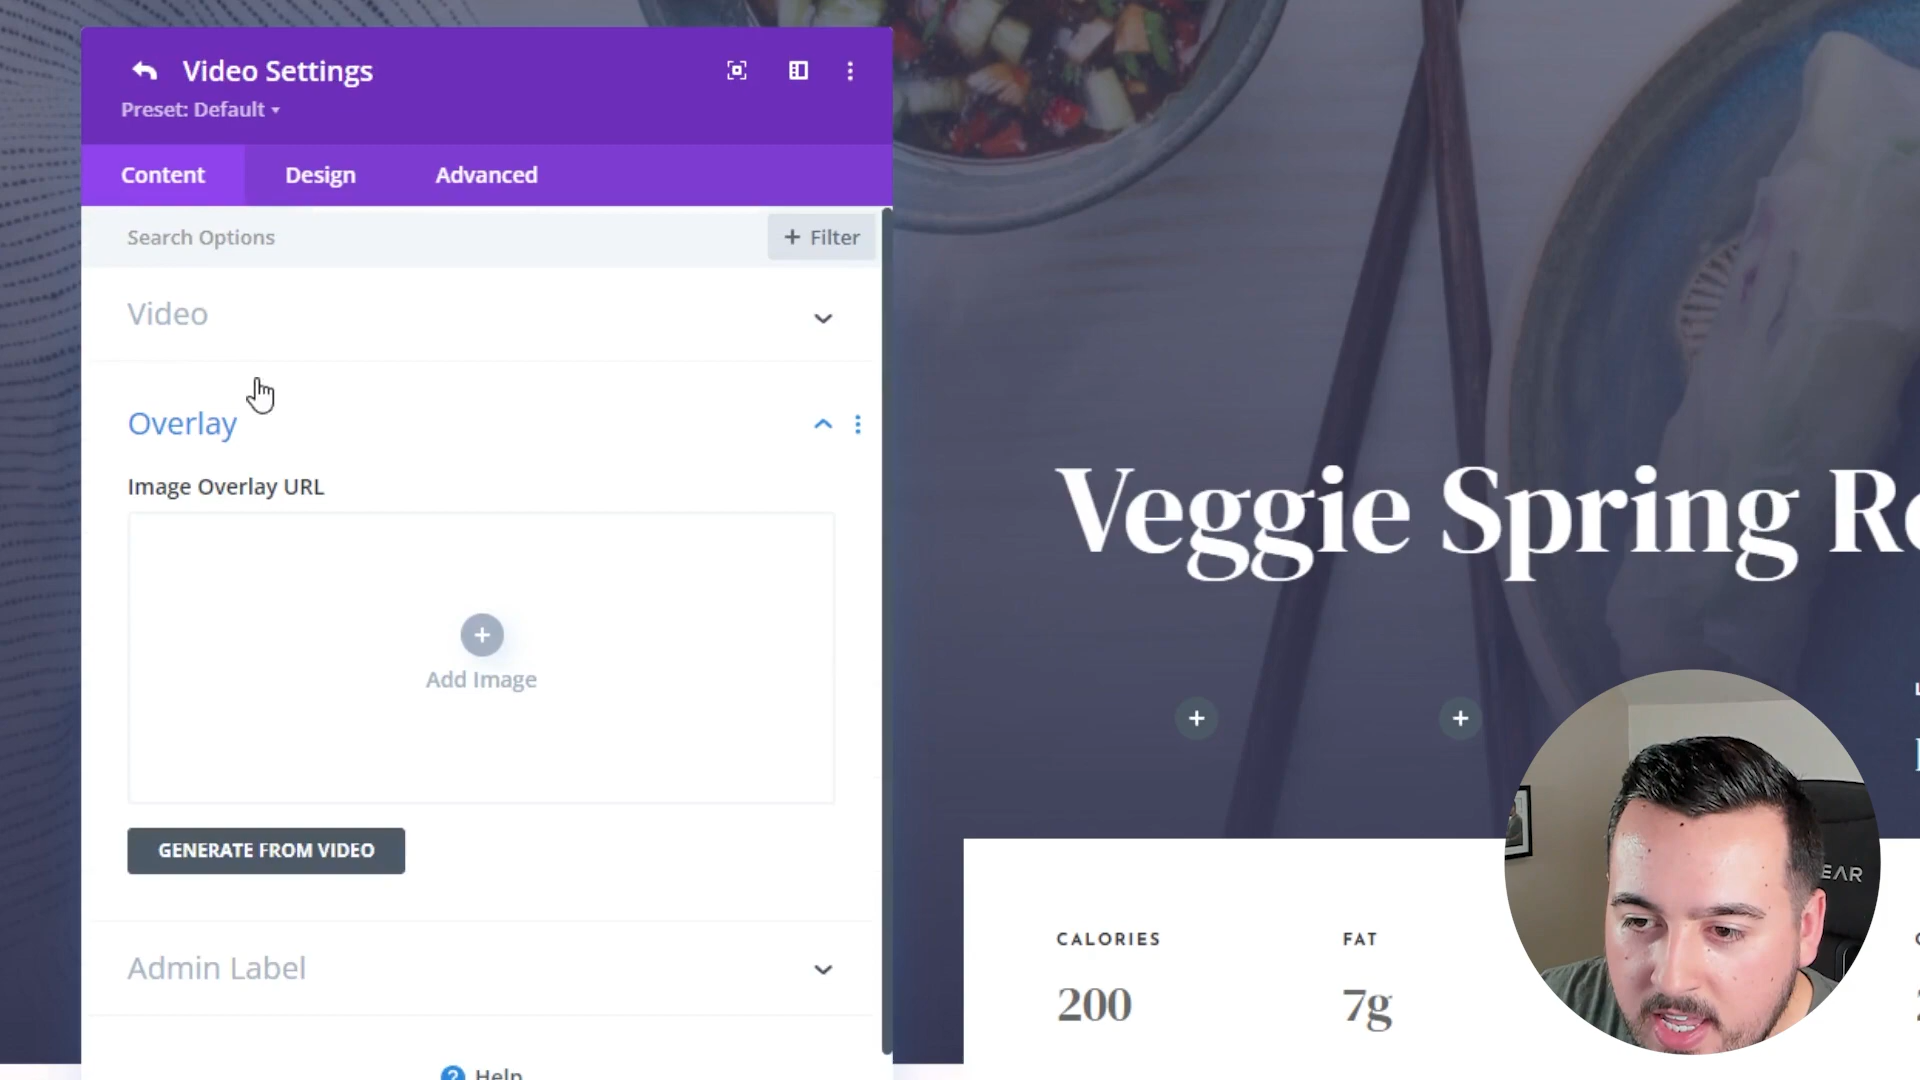 Video Settings
Preset: Default
Content
Design
Advanced
Search Options
+ Filter
Video
Overlay
Image Overlay URL
Add Image
GENERATE FROM VIDEO
Admin Label
? Help
Veggie Spring
CALORIES
200
FAT
7g
EAR